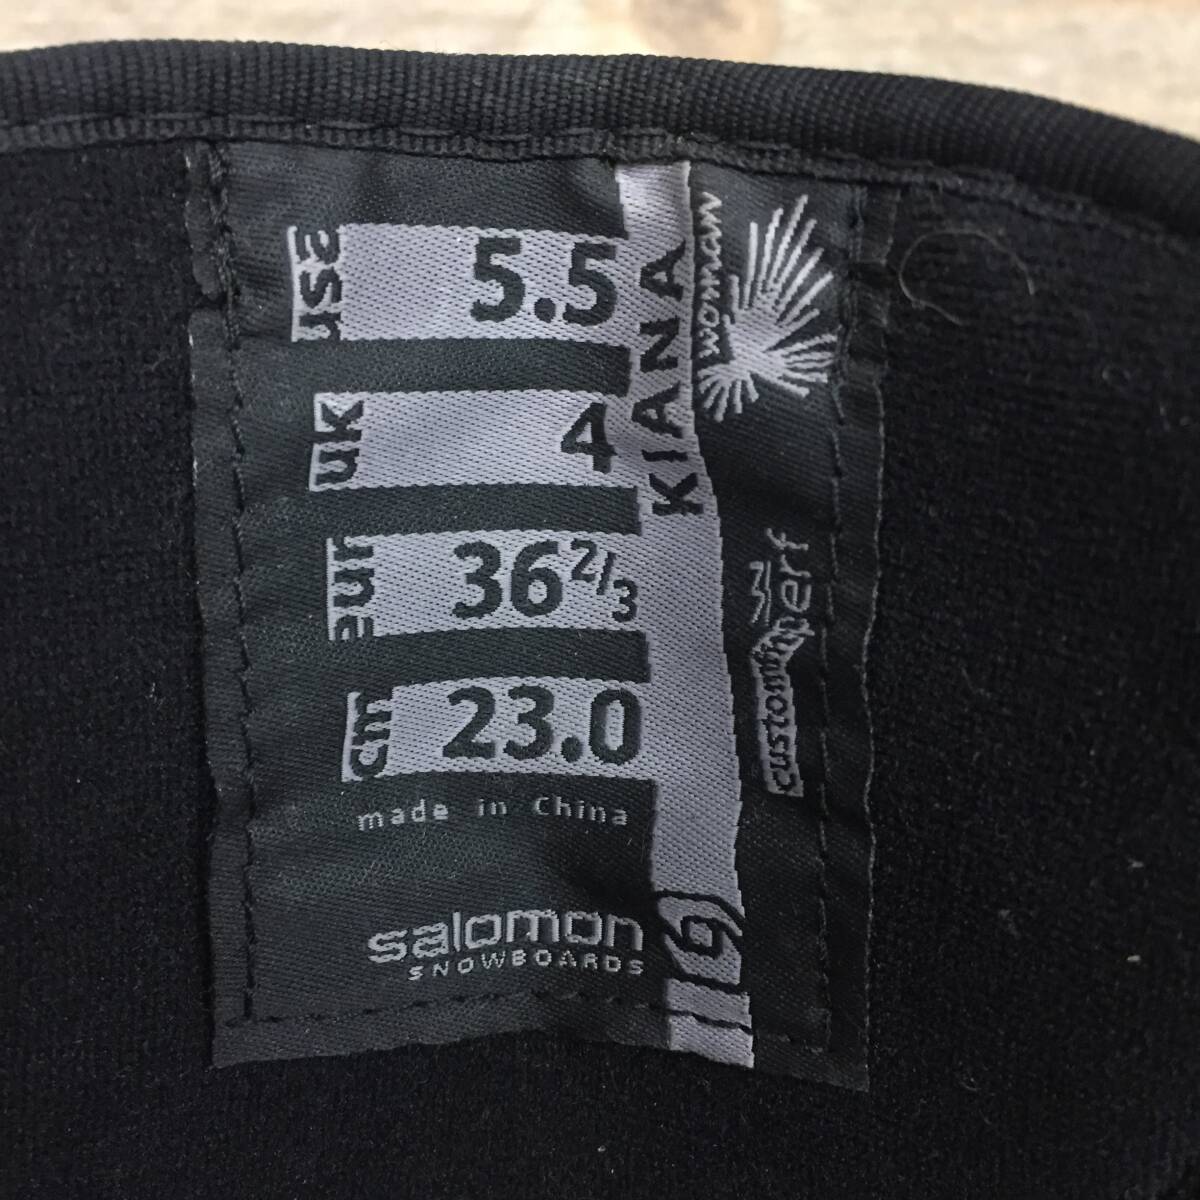 usa 5.5
uk 4
eur 36 2/3
cm 23.0
made in China
salomon
SNOWBOARDS
KIANA
woman
custom perf